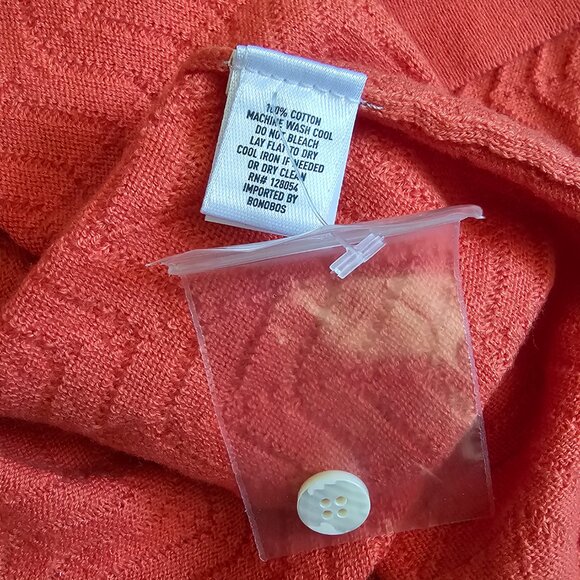 100% COTTON
MACHINE WASH COOL
DO NOT BLEACH
LAY FLAT TO DRY
COOL IRON IF NEEDED
OR DRY CLEAN
RN# 128054
IMPORTED BY
BONOBOS